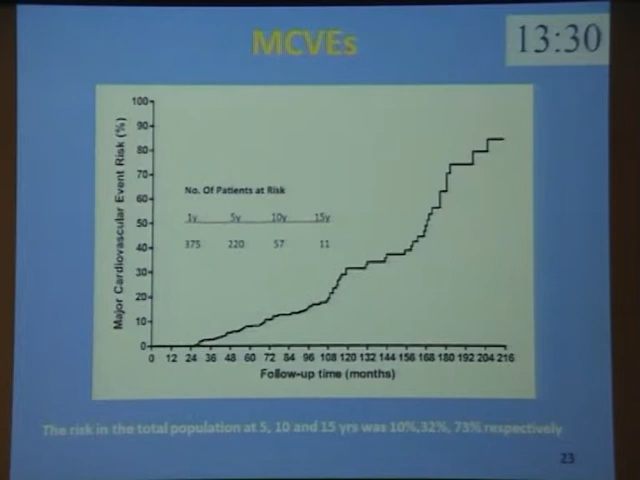 MCVEs
13:30
Major Cardiovascular Event Risk (%)
100
90
80
70
60
50
40
30
20
10
0
No. Of Patients at Risk
1y 5y 10y 15y
375 220 57 11
0 12 24 36 48 60 72 84 96 108 120 132 144 156 168 180 192 204 216
Follow-up time (months)
The risk in the total population at 5, 10 and 15 yrs was 10%,32%, 73% respectively
23